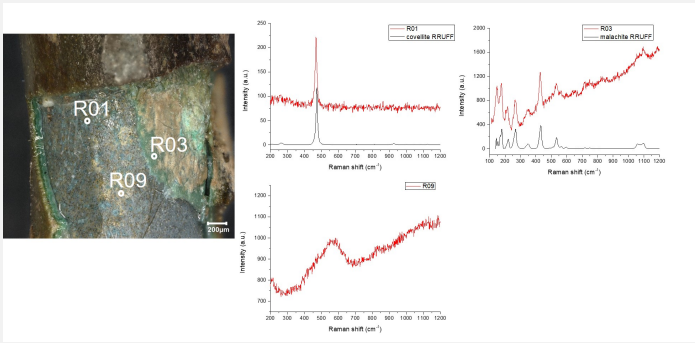 R01
R03
R09
200µm
R01
covellite RRUFF
Intensity (a.u.)
250
200
150
100
50
0
200 300 400 500 600 700 800 900 1000 1100 1200
Raman shift (cm-1)
R03
malachite RRUFF
Intensity (a.u.)
2000
1600
1200
800
400
0
100 200 300 400 500 600 700 800 900 1000 1100 1200
Raman shift (cm-1)
R09
Intensity (a.u.)
1200
1100
1000
900
800
700
200 300 400 500 600 700 800 900 1000 1100 1200
Raman shift (cm-1)